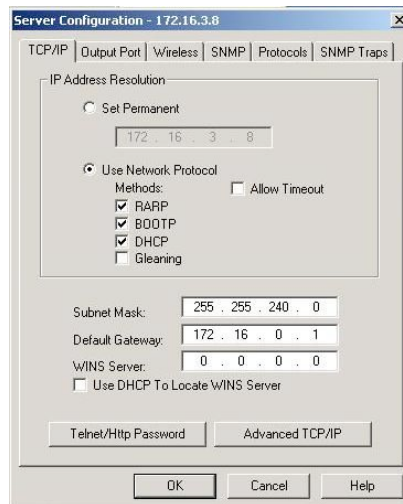 Server Configuration - 172.16.3.8
TCP/IP Output Port Wireless SNMP Protocols SNMP Traps
IP Address Resolution
Set Permanent
172 . 16 . 3 . 8
Use Network Protocol
Methods: Allow Timeout
RARP
BOOTP
DHCP
Gleaning
Subnet Mask: 255 . 255 . 240 . 0
Default Gateway: 172 . 16 . 0 . 1
WINS Server: 0 . 0 . 0 . 0
Use DHCP To Locate WINS Server
Telnet/Http Password Advanced TCP/IP
OK Cancel Help